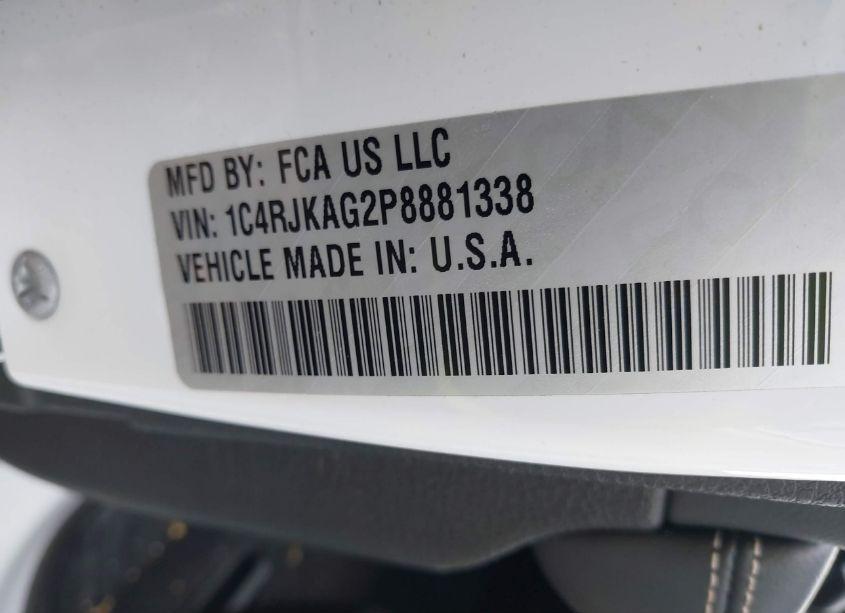 MFD BY: FCA US LLC
VIN: 1C4RJKAG2P8881338
VEHICLE MADE IN: U.S.A.